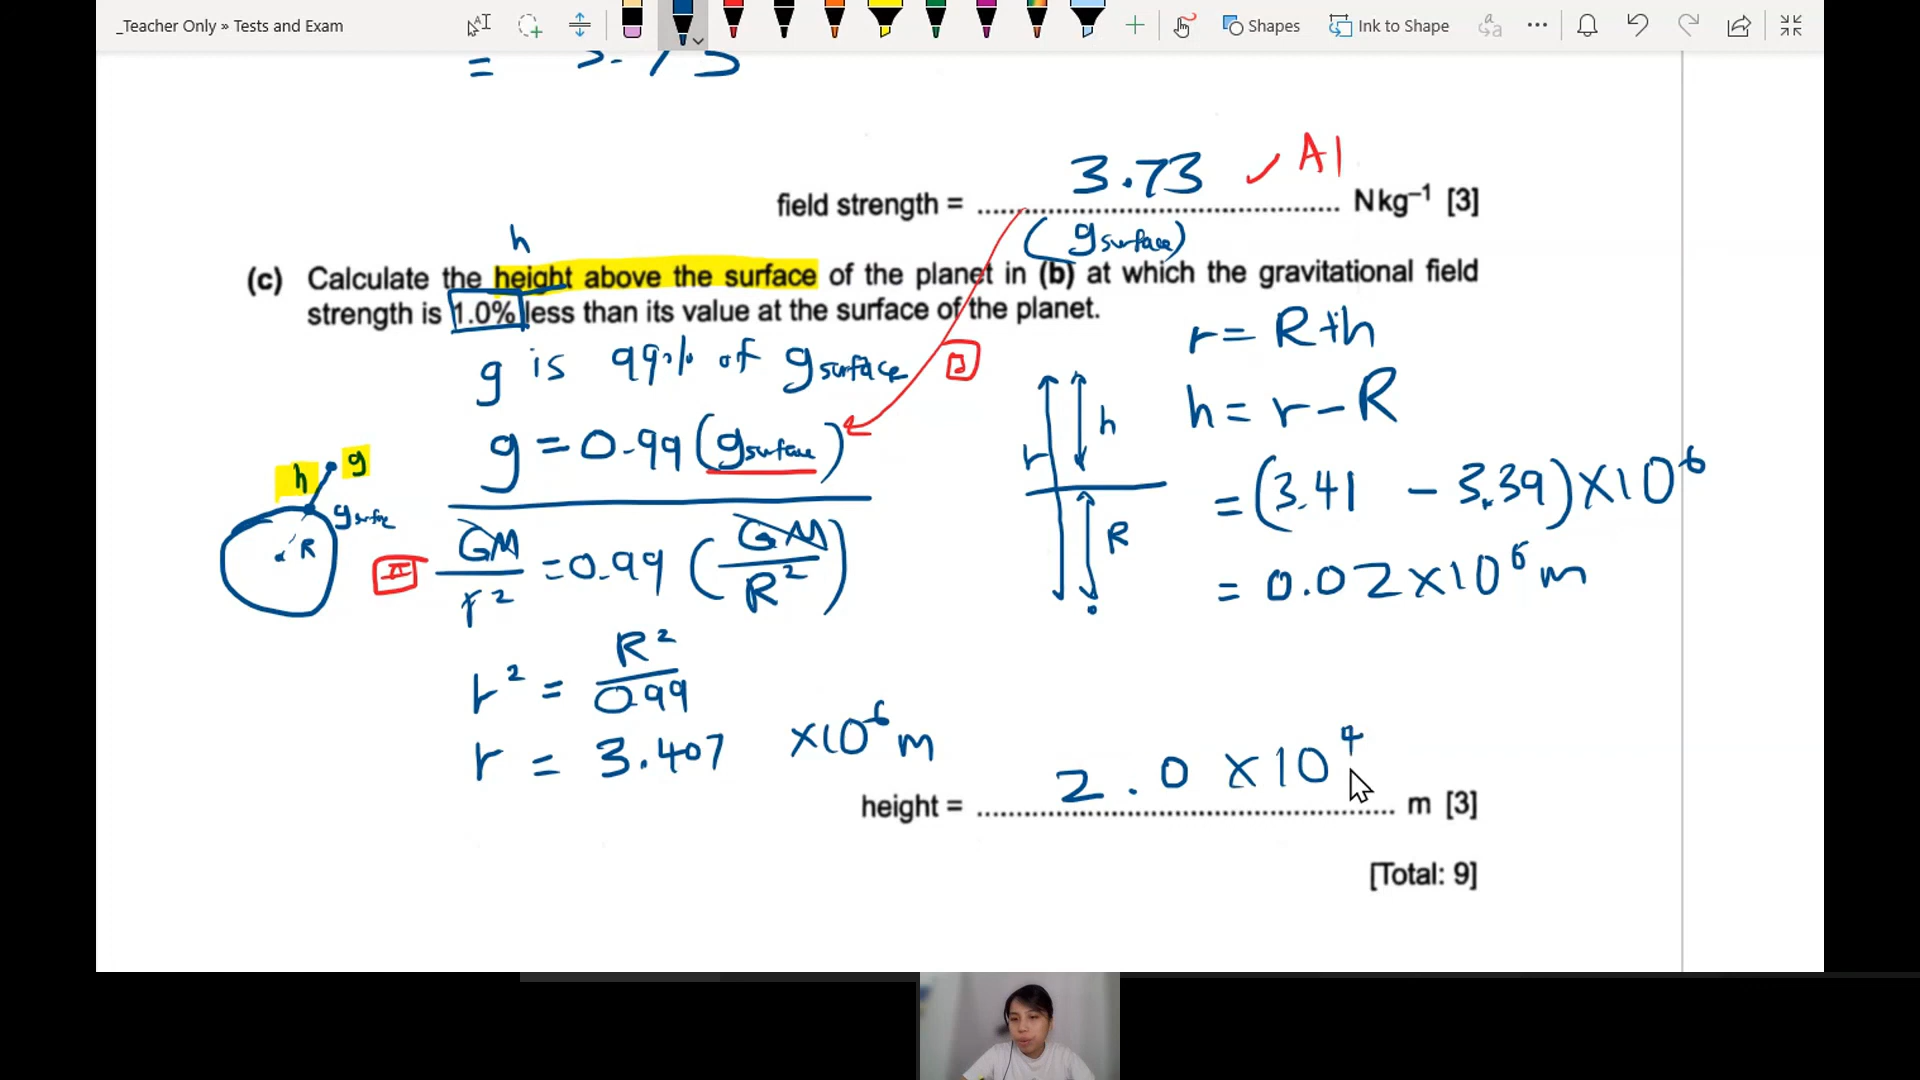 _Teacher Only » Tests and Exam
Shapes
Ink to Shape
= 3.73
3.73 ✓ A1
field strength = ........ N kg⁻¹ [3]
(g surface)
h
(c) Calculate the height above the surface of the planet in (b) at which the gravitational field
strength is 1.0% less than its value at the surface of the planet.
g is 99% of g surface
g = 0.99 (g surface)
GM/r² = 0.99 (GM/R²)
r² = R²/0.99
r = 3.407 ×10⁶ m
h g
g surface
R
r
h
R
r = R+h
h = r − R
= (3.41 − 3.39) ×10⁶
= 0.02 ×10⁶ m
2.0 ×10⁴
height = ........ m [3]
[Total: 9]